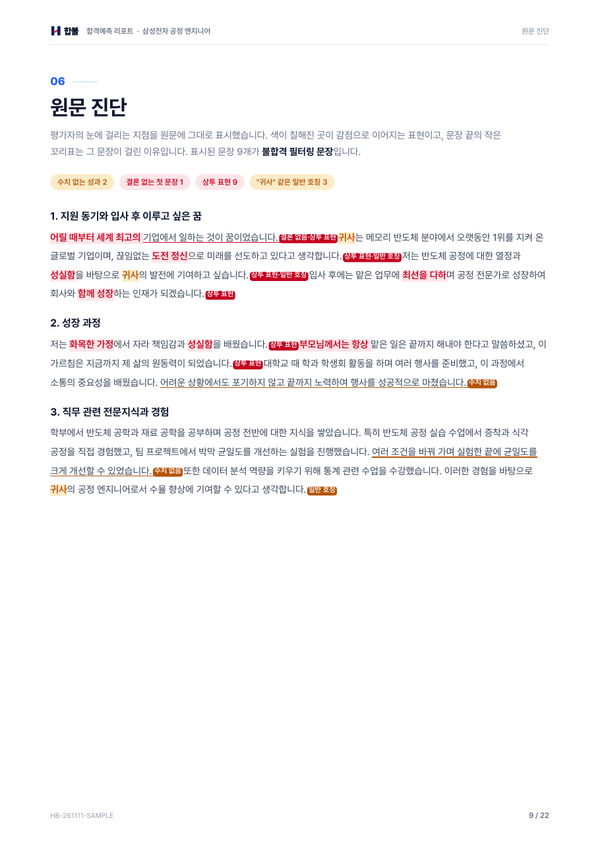 합불 합격예측 리포트 · 삼성전자 공정 엔지니어 원문 진단
06
원문 진단
평가자의 눈에 걸리는 지점을 원문에 그대로 표시했습니다. 색이 칠해진 곳이 감점으로 이어지는 표현이고, 문장 끝의 작은
꼬리표는 그 문장이 걸린 이유입니다. 표시된 문장 9개가 불합격 필터링 문장입니다.
수치 없는 성과 2 결론 없는 첫 문장 1 상투 표현 9 "귀사" 같은 일반 호칭 3
1. 지원 동기와 입사 후 이루고 싶은 꿈
어릴 때부터 세계 최고의 기업에서 일하는 것이 꿈이었습니다. 결론 없음·상투 표현 귀사는 메모리 반도체 분야에서 오랫동안 1위를 지켜 온
글로벌 기업이며, 끊임없는 도전 정신으로 미래를 선도하고 있다고 생각합니다. 상투 표현·일반 호칭 저는 반도체 공정에 대한 열정과
성실함을 바탕으로 귀사의 발전에 기여하고 싶습니다. 상투 표현·일반 호칭 입사 후에는 맡은 업무에 최선을 다하며 공정 전문가로 성장하여
회사와 함께 성장하는 인재가 되겠습니다. 상투 표현
2. 성장 과정
저는 화목한 가정에서 자라 책임감과 성실함을 배웠습니다. 상투 표현 부모님께서는 항상 맡은 일은 끝까지 해내야 한다고 말씀하셨고, 이
가르침은 지금까지 제 삶의 원동력이 되었습니다. 상투 표현 대학교 때 학과 학생회 활동을 하며 여러 행사를 준비했고, 이 과정에서
소통의 중요성을 배웠습니다. 어려운 상황에서도 포기하지 않고 끝까지 노력하여 행사를 성공적으로 마쳤습니다. 수치 없음
3. 직무 관련 전문지식과 경험
학부에서 반도체 공학과 재료 공학을 공부하며 공정 전반에 대한 지식을 쌓았습니다. 특히 반도체 공정 실습 수업에서 증착과 식각
공정을 직접 경험했고, 팀 프로젝트에서 박막 균일도를 개선하는 실험을 진행했습니다. 여러 조건을 바꿔 가며 실험한 끝에 균일도를
크게 개선할 수 있었습니다. 수치 없음 또한 데이터 분석 역량을 키우기 위해 통계 관련 수업을 수강했습니다. 이러한 경험을 바탕으로
귀사의 공정 엔지니어로서 수율 향상에 기여할 수 있다고 생각합니다. 일반 호칭
HB-261111-SAMPLE 9 / 22